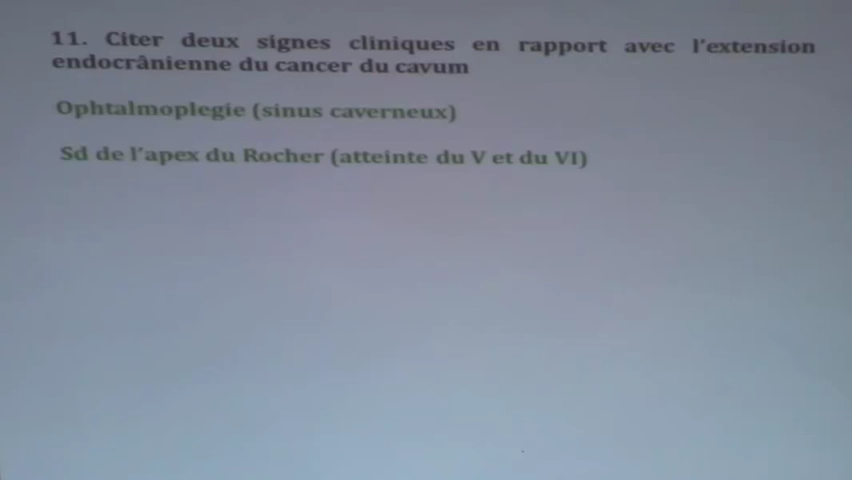 11. Citer deux signes cliniques en rapport avec l'extension
endocrânienne du cancer du cavum
Ophtalmoplegie (sinus caverneux)
Sd de l'apex du Rocher (atteinte du V et du VI)